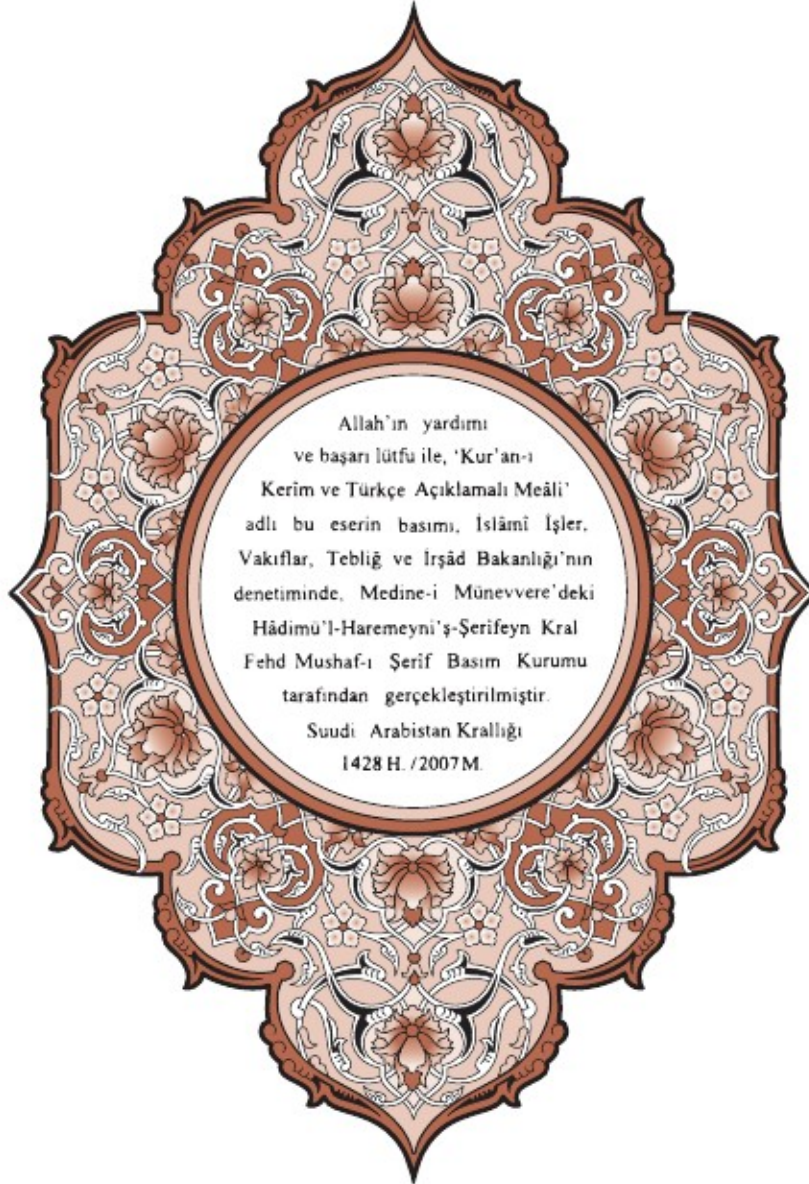 Allah'ın yardımı
ve başarı lütfu ile, 'Kur'an-ı
Kerîm ve Türkçe Açıklamalı Meâli'
adlı bu eserin basımı, İslâmî İşler,
Vakıflar, Tebliğ ve İrşâd Bakanlığı'nın
denetiminde, Medine-i Münevvere'deki
Hâdimü'l-Haremeyni'ş-Şerifeyn Kral
Fehd Mushaf-ı Şerîf Basım Kurumu
tarafından gerçekleştirilmiştir.
Suudi Arabistan Krallığı
1428 H. /2007 M.